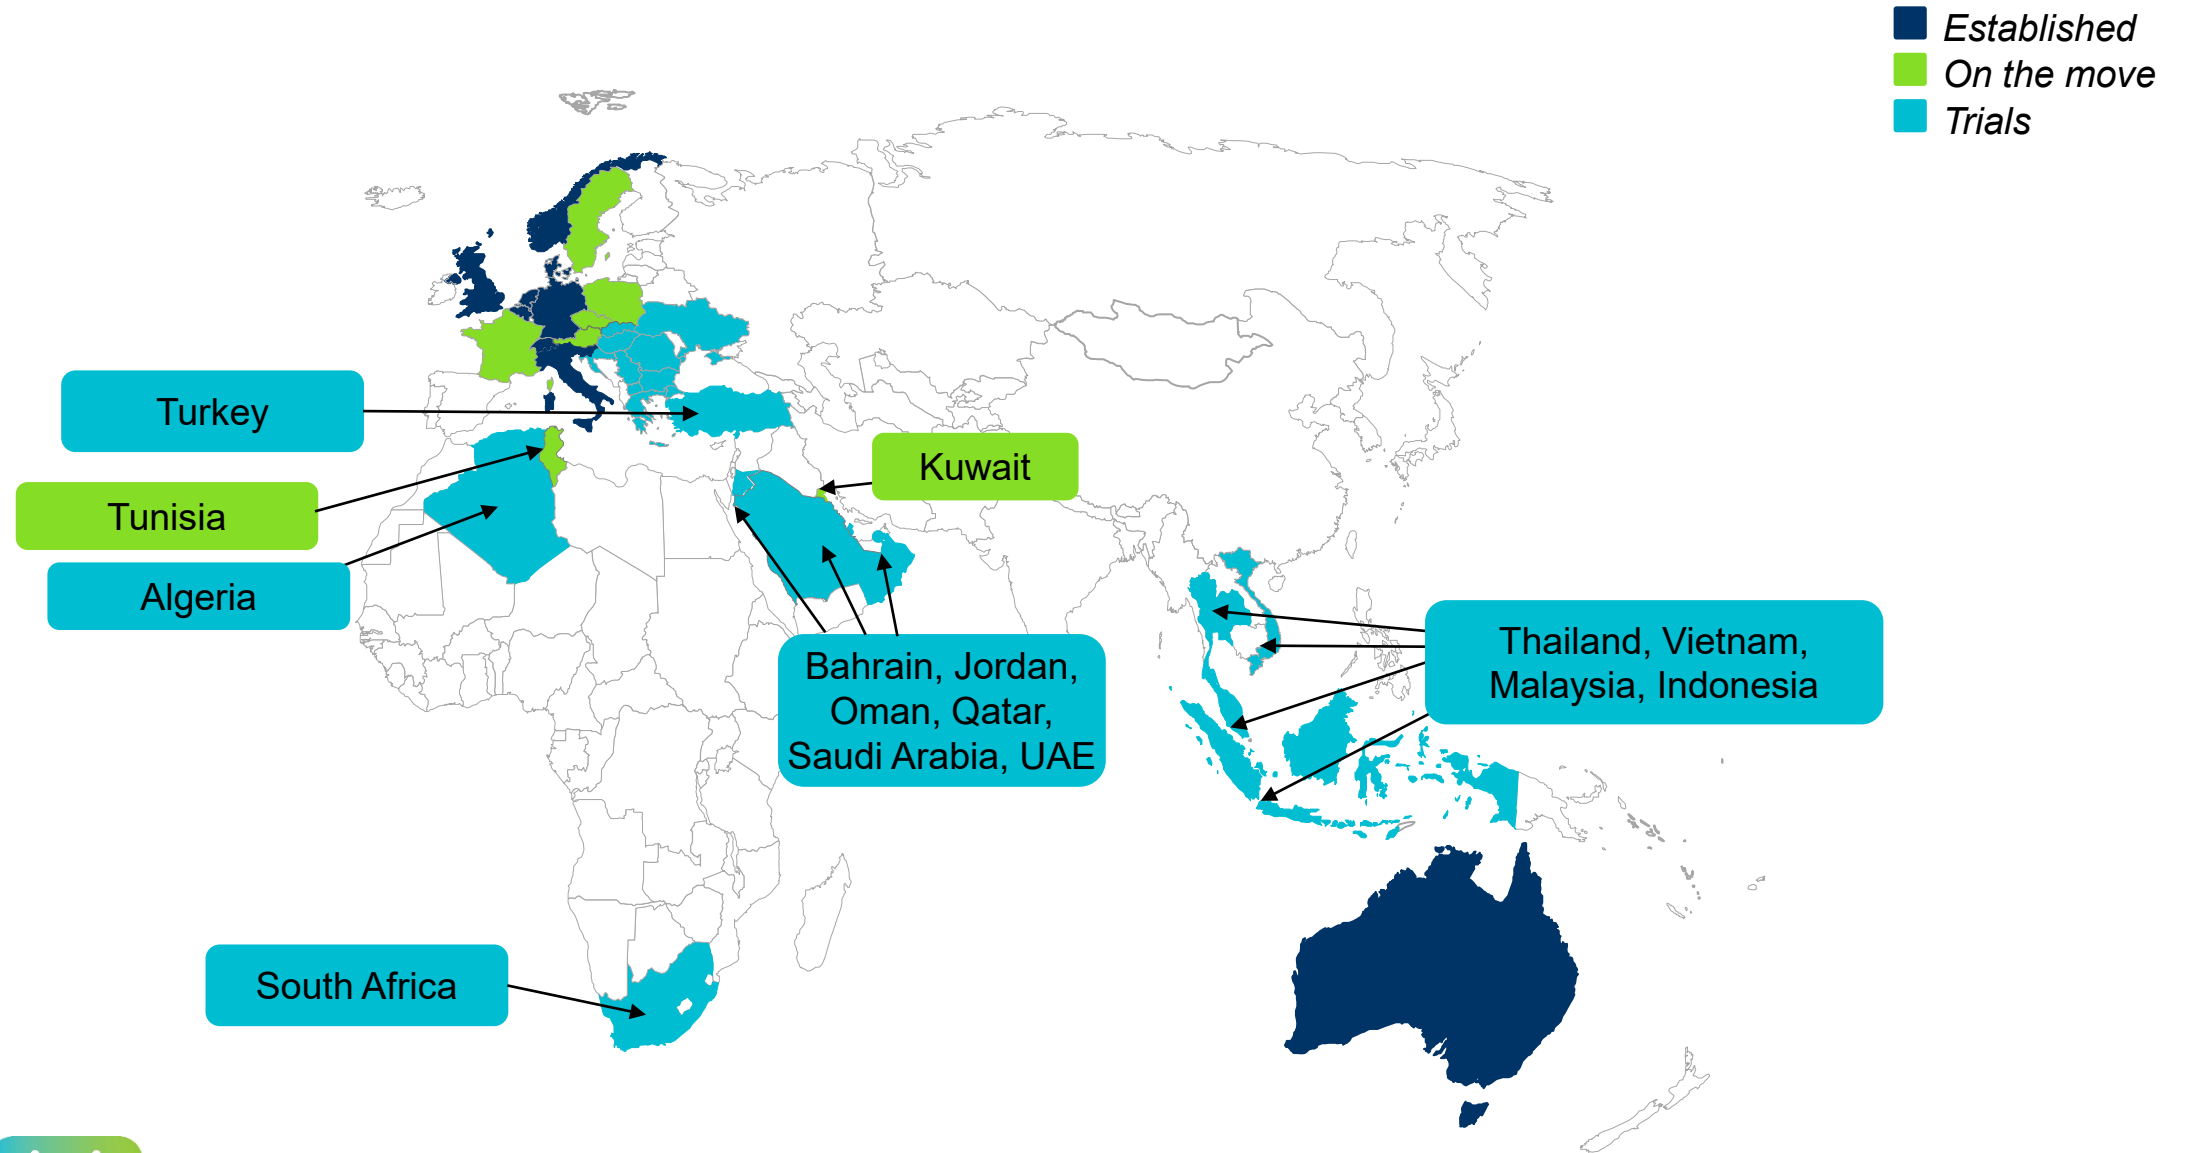 Established
On the move
Trials
Turkey
Kuwait
Tunisia
Algeria
Thailand, Vietnam,
Malaysia, Indonesia
Bahrain, Jordan,
Oman, Qatar,
Saudi Arabia, UAE
South Africa